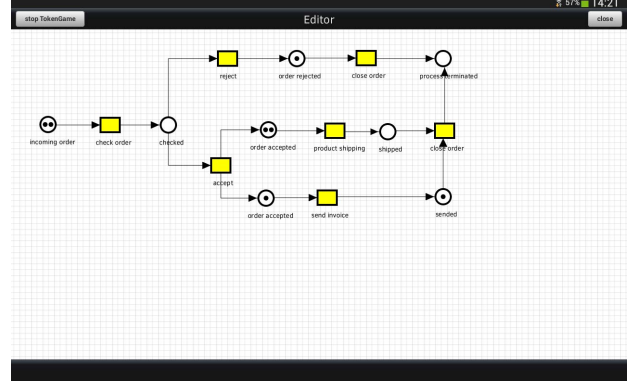 57% 14:21
stop TokenGame
Editor
close
reject
order rejected
close order
process terminated
incoming order
check order
checked
order accepted
product shipping
shipped
close order
accept
order accepted
send invoice
sended